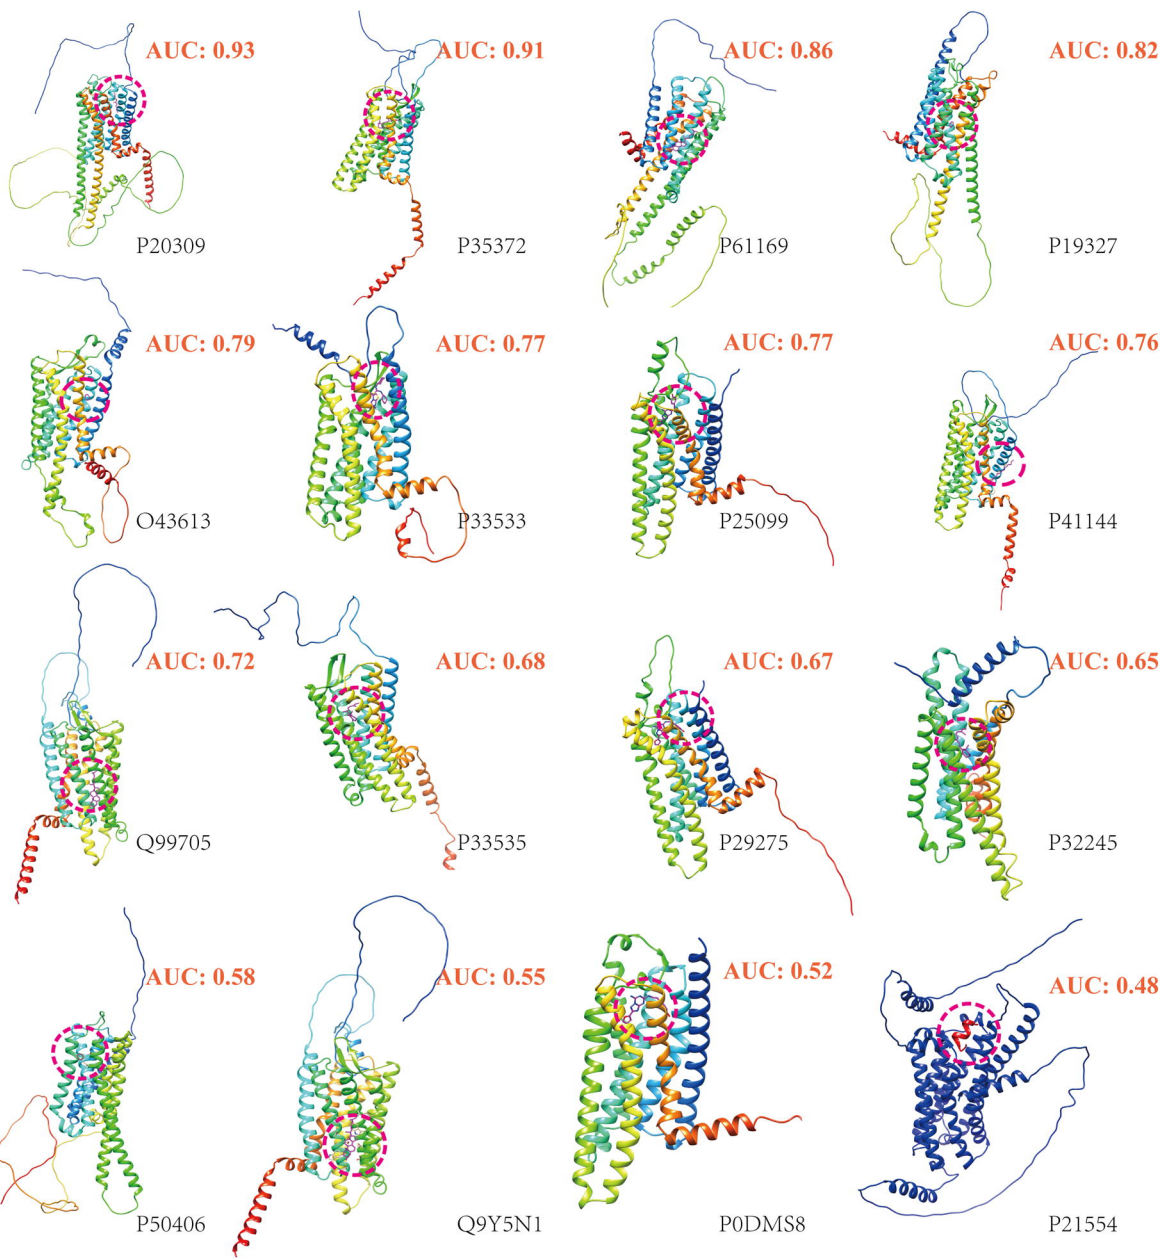 AUC: 0.93
AUC: 0.91
AUC: 0.86
AUC: 0.82
P20309
P35372
P61169
P19327
AUC: 0.79
AUC: 0.77
AUC: 0.77
AUC: 0.76
O43613
P33533
P25099
P41144
AUC: 0.72
AUC: 0.68
AUC: 0.67
AUC: 0.65
Q99705
P33535
P29275
P32245
AUC: 0.58
AUC: 0.55
AUC: 0.52
AUC: 0.48
P50406
Q9Y5N1
P0DMS8
P21554